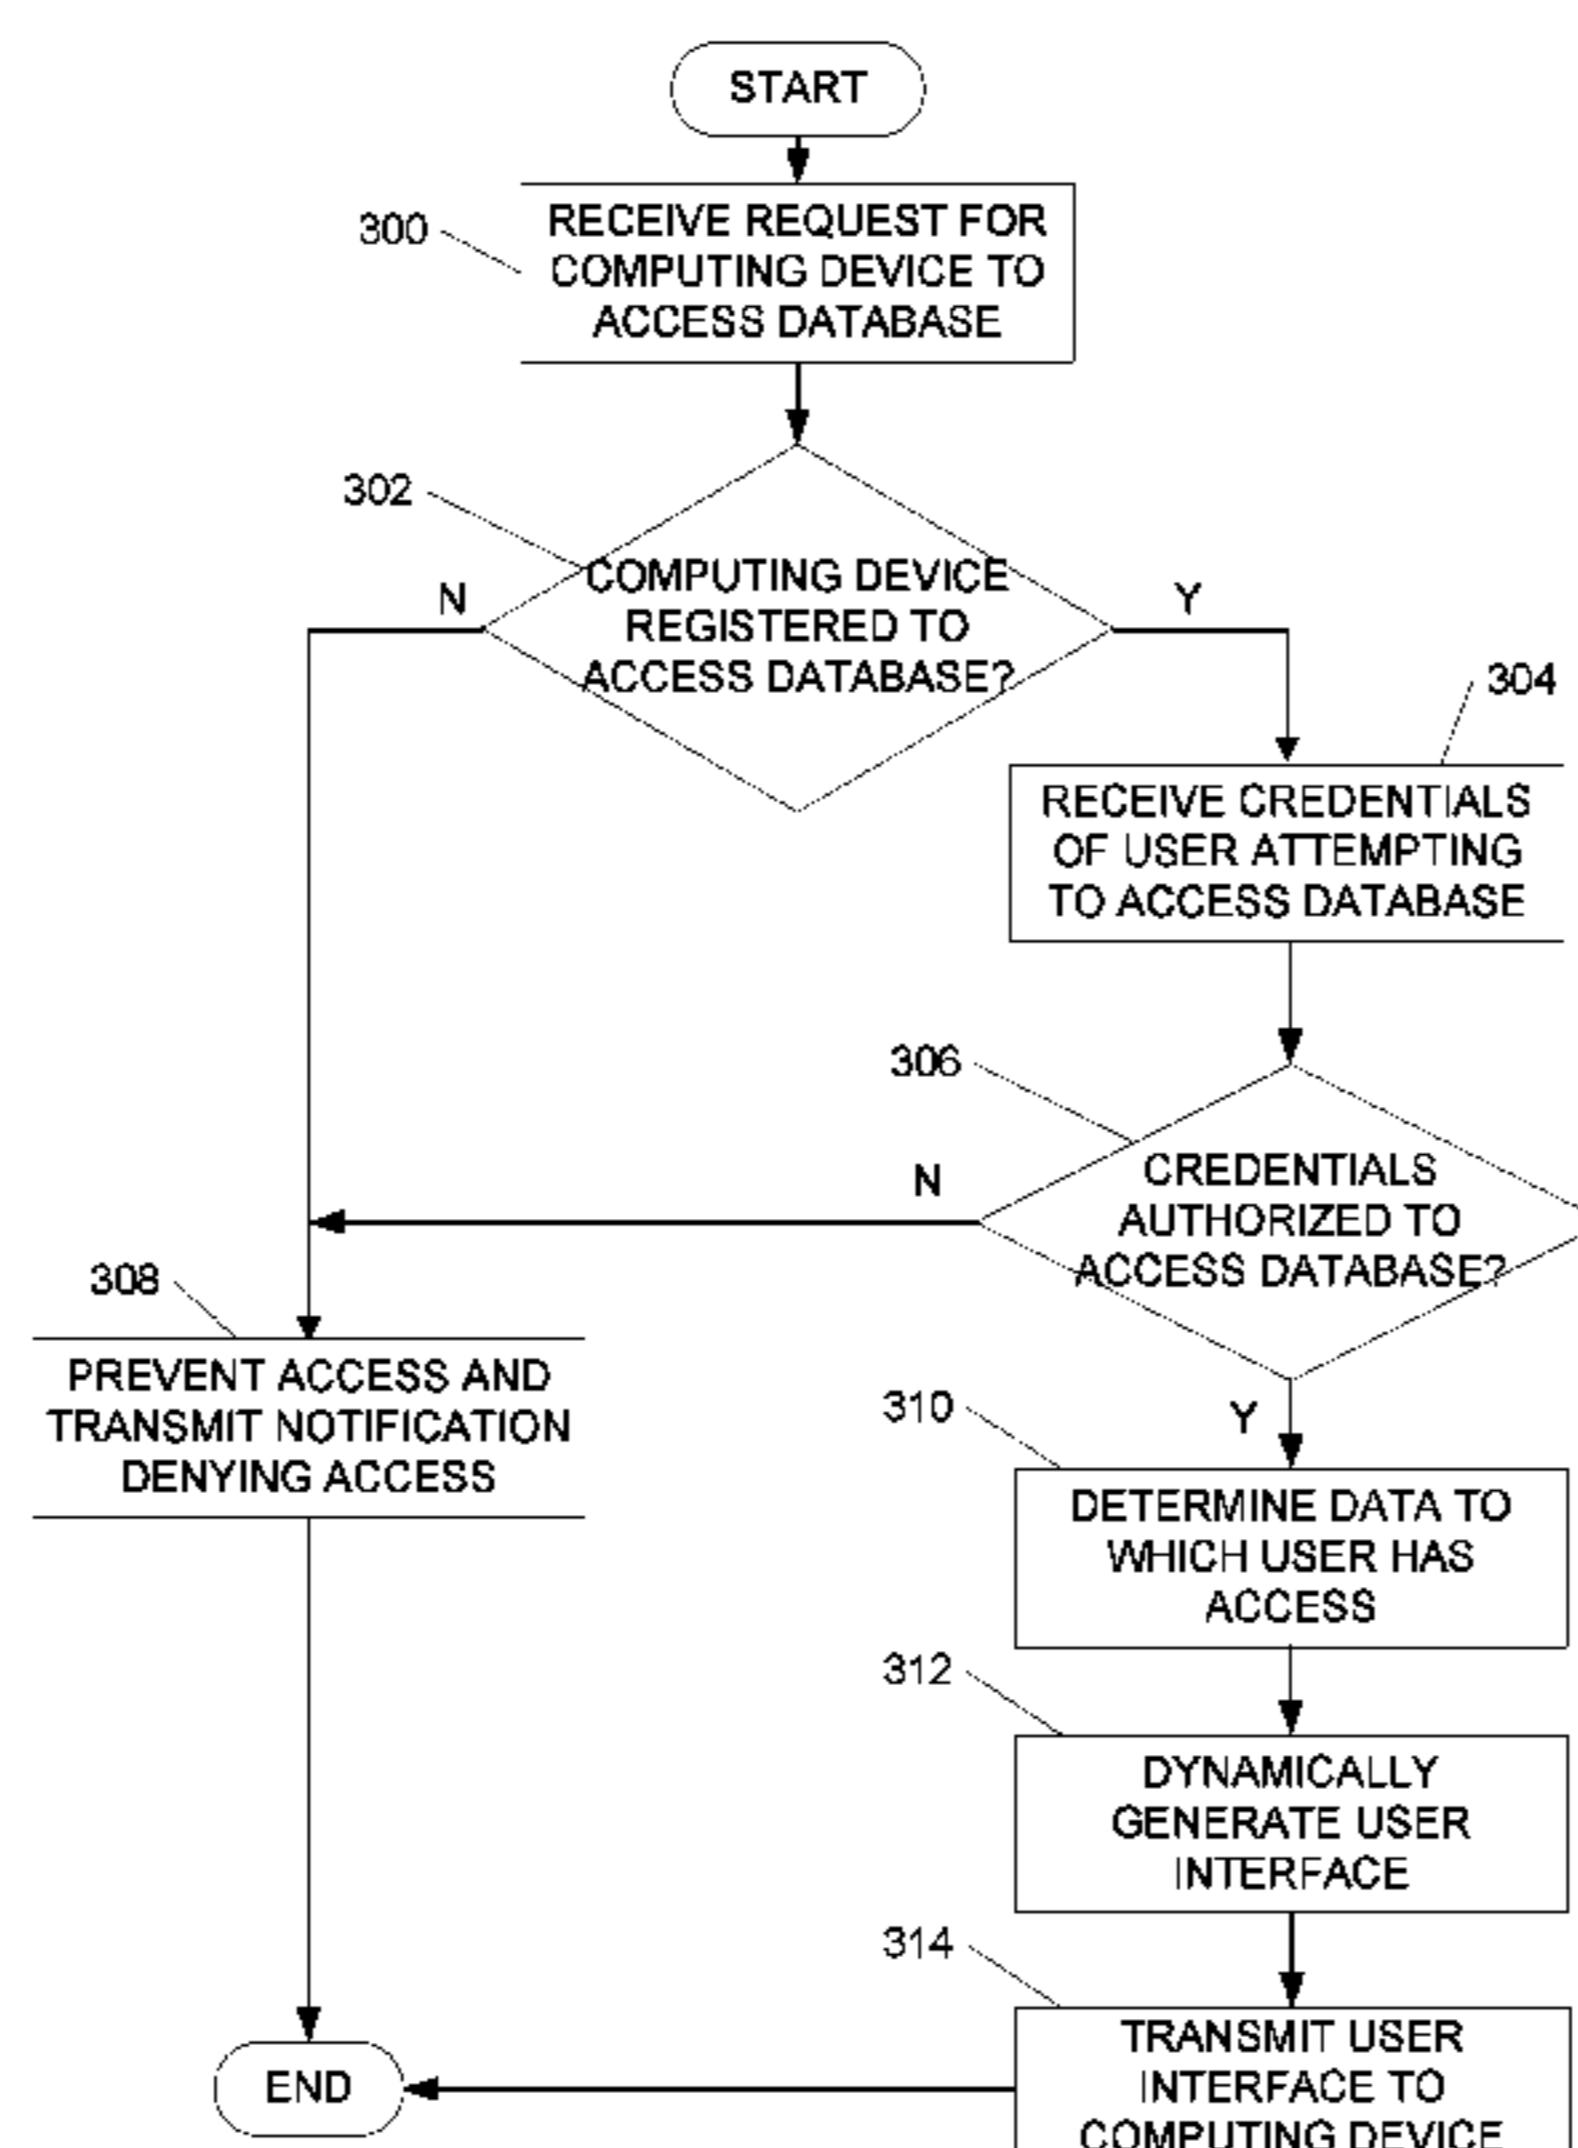 START
300
RECEIVE REQUEST FOR
COMPUTING DEVICE TO
ACCESS DATABASE
302
COMPUTING DEVICE
REGISTERED TO
ACCESS DATABASE?
N
Y
304
RECEIVE CREDENTIALS
OF USER ATTEMPTING
TO ACCESS DATABASE
306
CREDENTIALS
AUTHORIZED TO
ACCESS DATABASE?
N
Y
308
PREVENT ACCESS AND
TRANSMIT NOTIFICATION
DENYING ACCESS
310
DETERMINE DATA TO
WHICH USER HAS
ACCESS
312
DYNAMICALLY
GENERATE USER
INTERFACE
314
TRANSMIT USER
INTERFACE TO
COMPUTING DEVICE
END